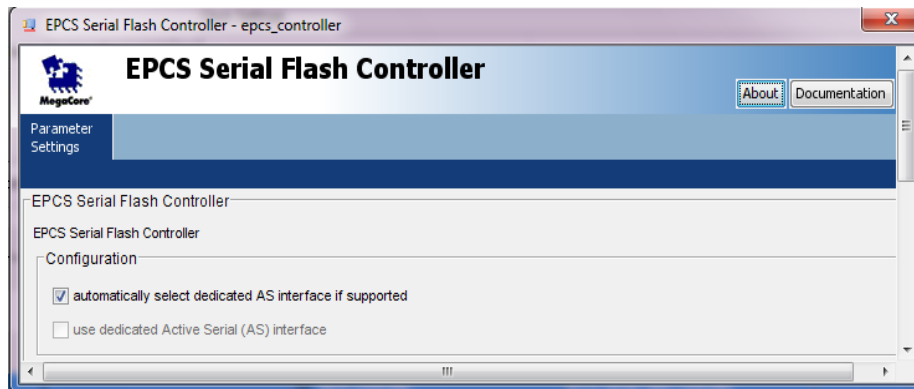 EPCS Serial Flash Controller - epcs_controller
EPCS Serial Flash Controller
MegaCore®
About Documentation
Parameter
Settings
EPCS Serial Flash Controller
EPCS Serial Flash Controller
Configuration
automatically select dedicated AS interface if supported
use dedicated Active Serial (AS) interface